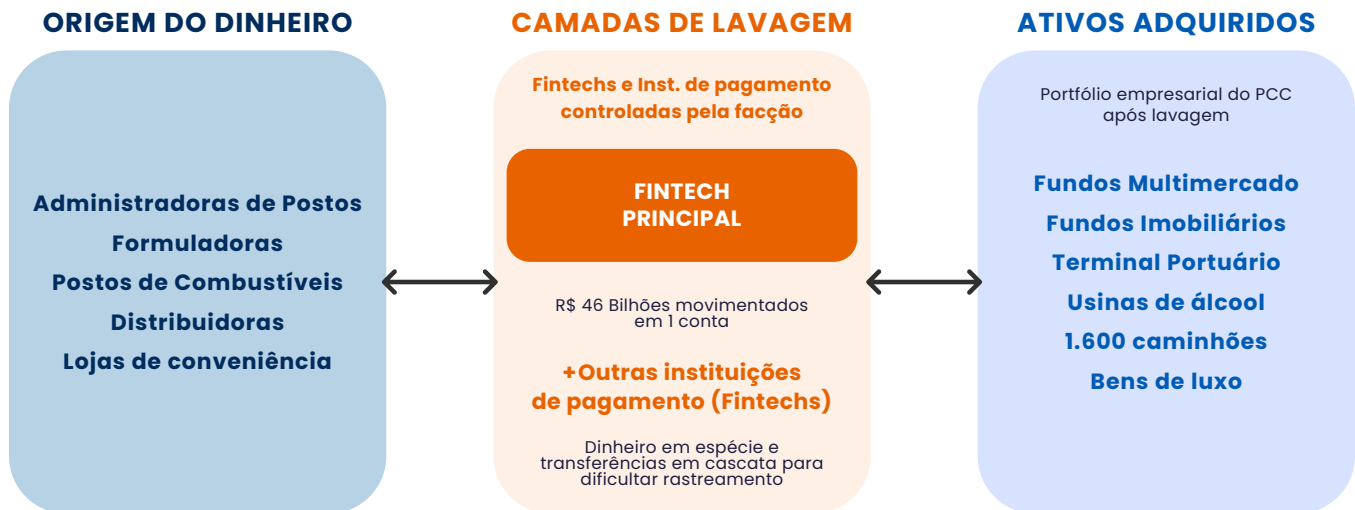 ORIGEM DO DINHEIRO
Administradoras de Postos
Formuladoras
Postos de Combustíveis
Distribuidoras
Lojas de conveniência
CAMADAS DE LAVAGEM
Fintechs e Inst. de pagamento
controladas pela facção
FINTECH
PRINCIPAL
R$ 46 Bilhões movimentados
em 1 conta
+Outras instituições
de pagamento (Fintechs)
Dinheiro em espécie e
transferências em cascata para
dificultar rastreamento
ATIVOS ADQUIRIDOS
Portfólio empresarial do PCC
após lavagem
Fundos Multimercado
Fundos Imobiliários
Terminal Portuário
Usinas de álcool
1.600 caminhões
Bens de luxo